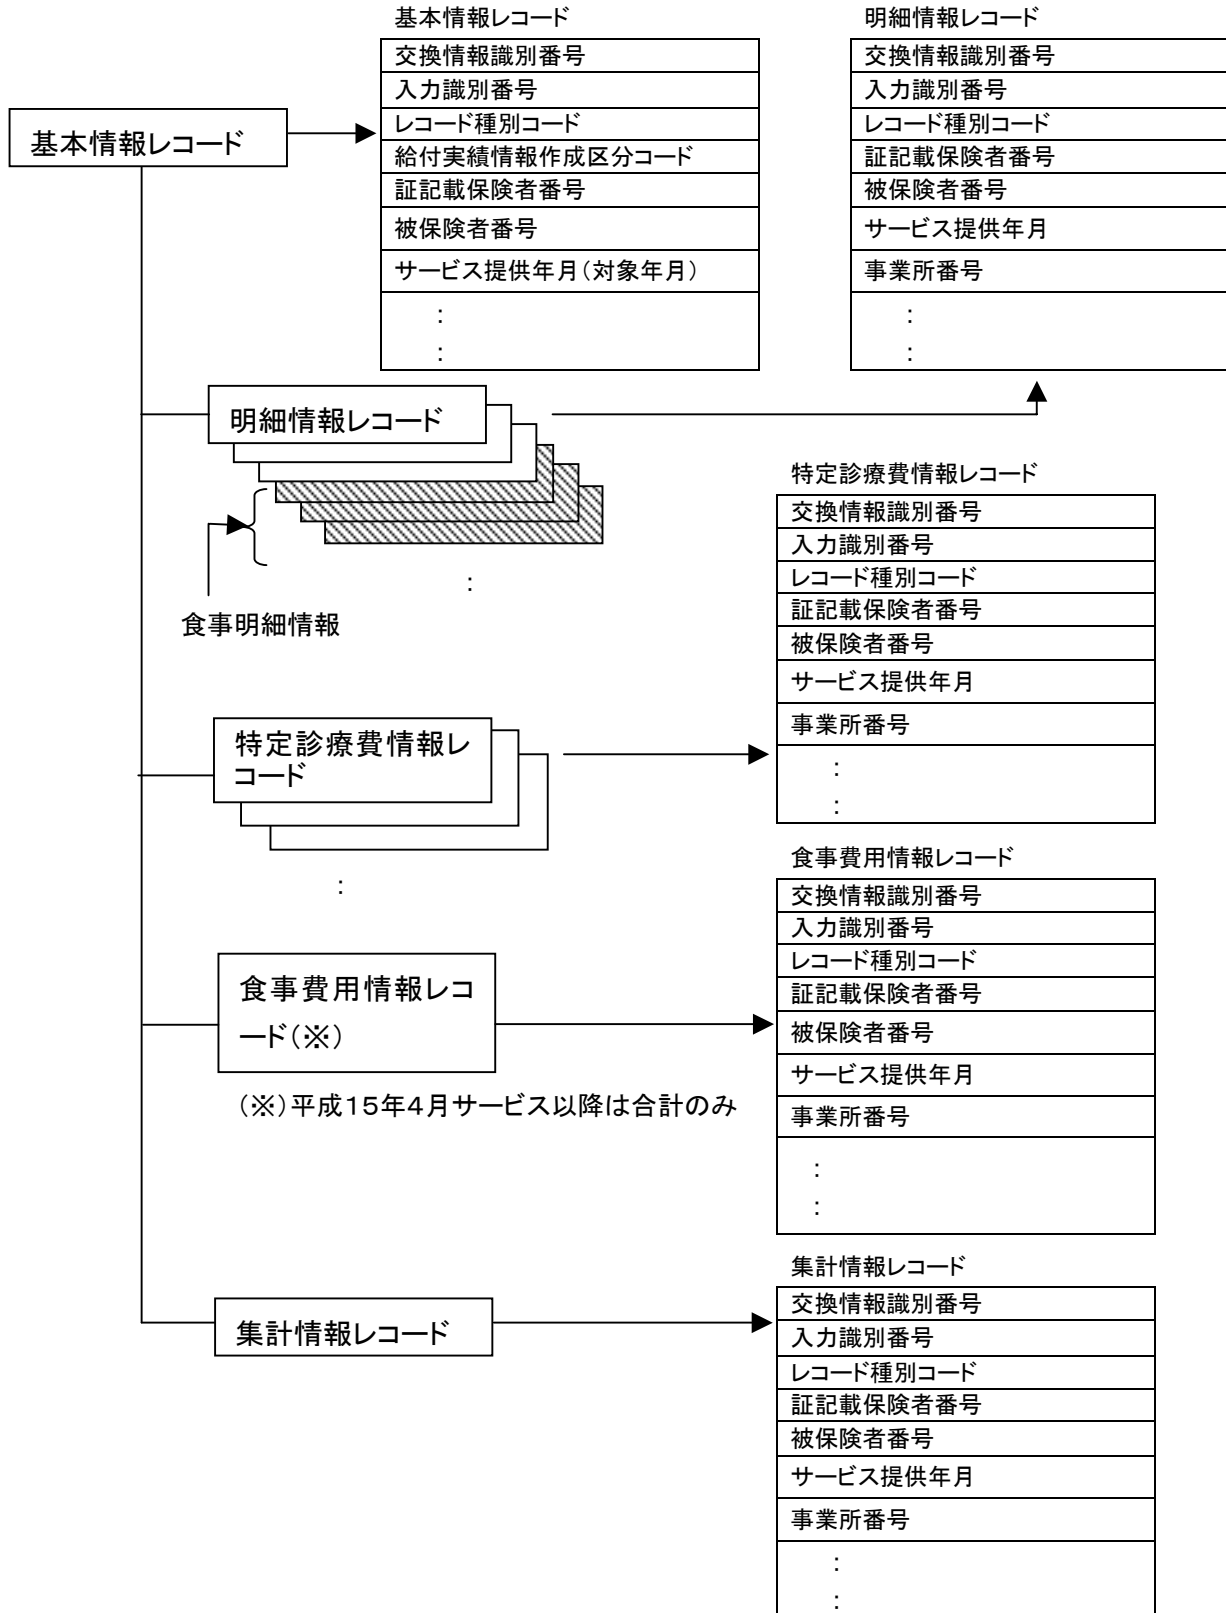 基本情報レコード
交換情報識別番号
入力識別番号
レコード種別コード
給付実績情報作成区分コード
証記載保険者番号
被保険者番号
サービス提供年月(対象年月)
:
:
明細情報レコード
交換情報識別番号
入力識別番号
レコード種別コード
証記載保険者番号
被保険者番号
サービス提供年月
事業所番号
:
:
基本情報レコード
明細情報レコード
食事明細情報
:
特定診療費情報レコード
交換情報識別番号
入力識別番号
レコード種別コード
証記載保険者番号
被保険者番号
サービス提供年月
事業所番号
:
:
特定診療費情報レ
コード
:
食事費用情報レコード
交換情報識別番号
入力識別番号
レコード種別コード
証記載保険者番号
被保険者番号
サービス提供年月
事業所番号
:
:
食事費用情報レコ
ード(※)
(※)平成15年4月サービス以降は合計のみ
集計情報レコード
交換情報識別番号
入力識別番号
レコード種別コード
証記載保険者番号
被保険者番号
サービス提供年月
事業所番号
:
:
集計情報レコード